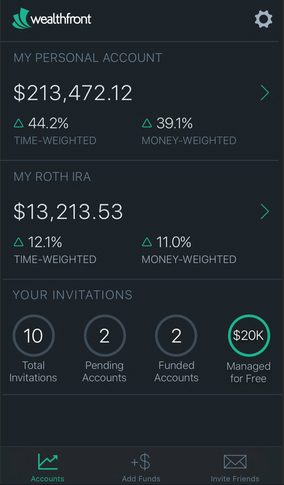 wealthfront
MY PERSONAL ACCOUNT
$213,472.12
44.2% 39.1%
TIME-WEIGHTED MONEY-WEIGHTED
MY ROTH IRA
$13,213.53
12.1% 11.0%
TIME-WEIGHTED MONEY-WEIGHTED
YOUR INVITATIONS
10 2 2 $20K
Total Pending Funded Managed
Invitations Accounts Accounts for Free
+$
Accounts Add Funds Invite Friends